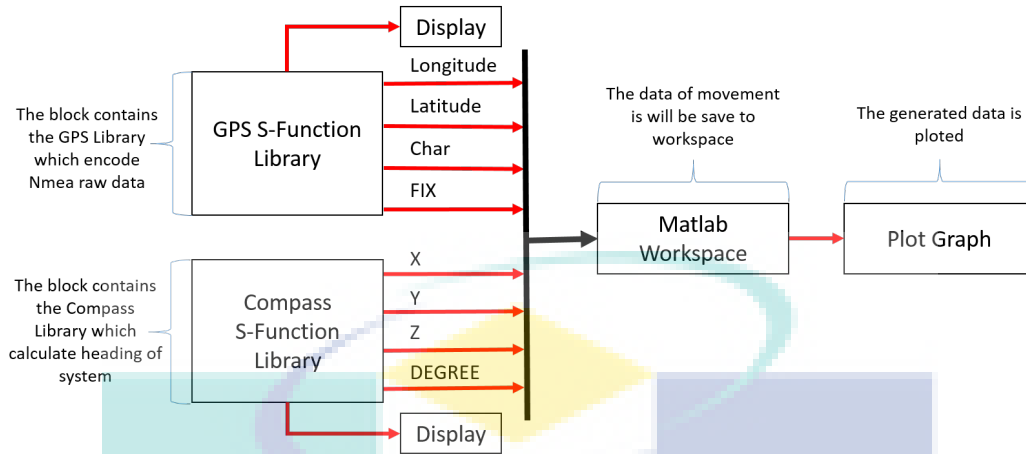 Display
Longitude
Latitude
Char
FIX
The block contains
the GPS Library
which encode
Nmea raw data
GPS S-Function
Library
The data of movement
is will be save to
workspace
The generated data is
ploted
Matlab
Workspace
Plot Graph
X
Y
Z
DEGREE
The block contains
the Compass
Library which
calculate heading of
system
Compass
S-Function
Library
Display